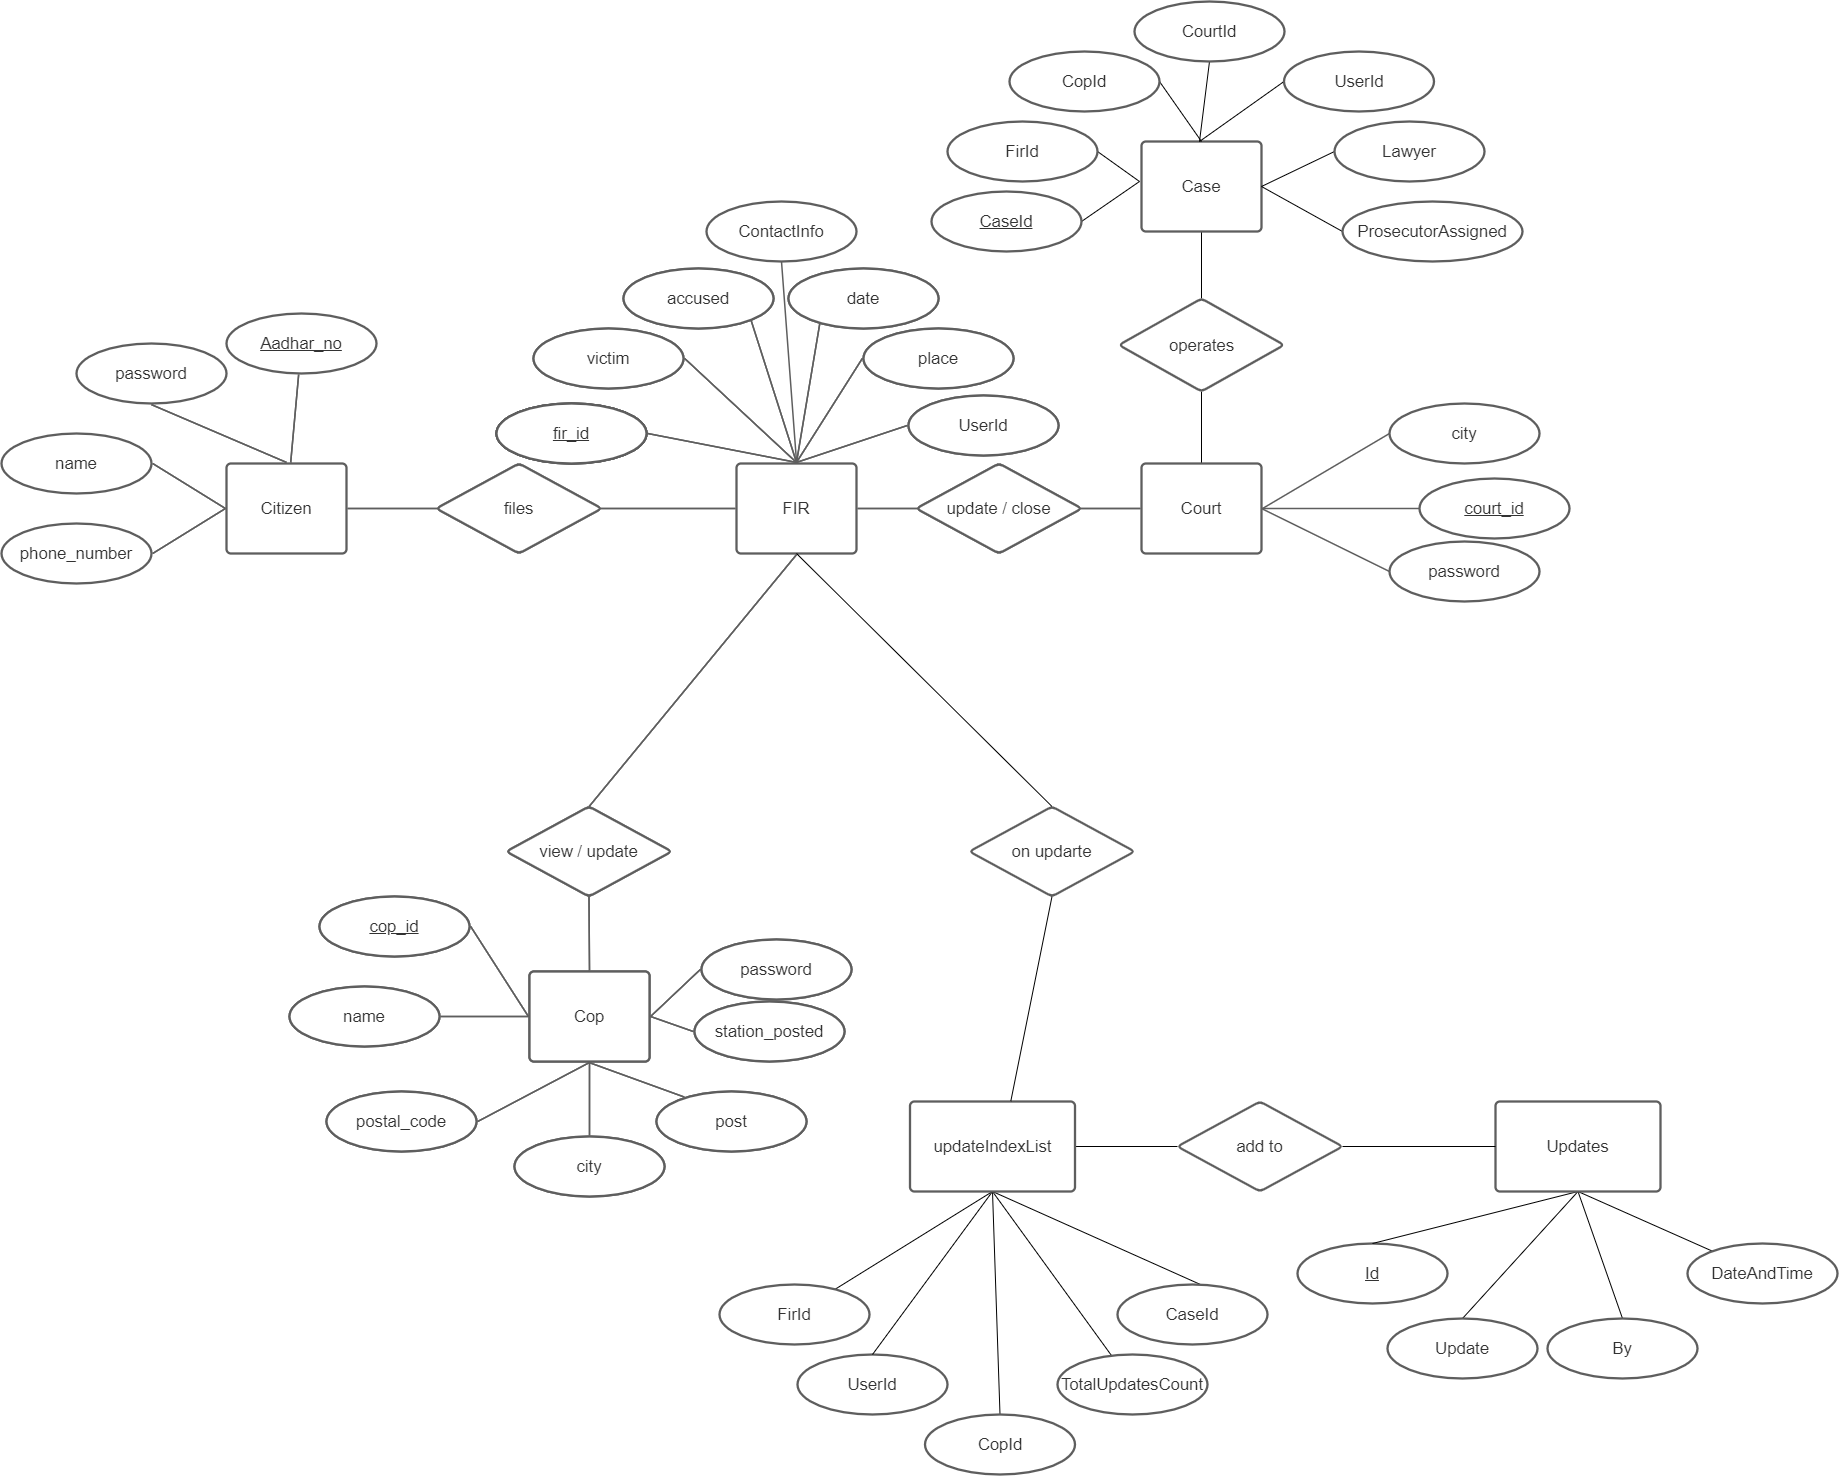 CourtId
CopId
UserId
FirId
Lawyer
Case
CaseId
ProsecutorAssigned
ContactInfo
accused
date
Aadhar_no
operates
victim
place
password
fir_id
UserId
city
name
Citizen
files
FIR
update / close
Court
court_id
phone_number
password
view / update
on updarte
cop_id
password
name
Cop
station_posted
postal_code
post
city
updateIndexList
add to
Updates
Id
DateAndTime
FirId
CaseId
Update
By
UserId
TotalUpdatesCount
CopId